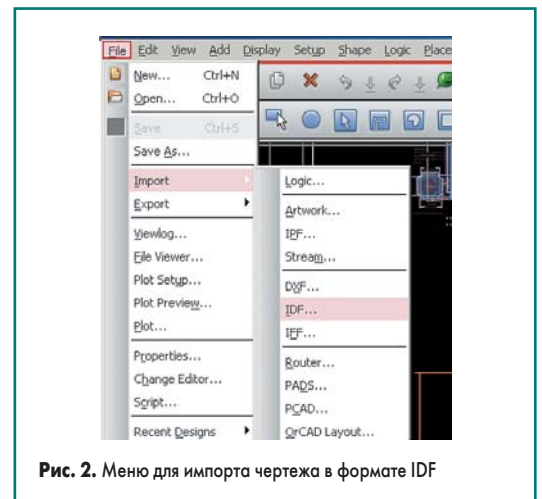 File Edit View Add Display Setup Shape Logic Place
New... Ctrl+N
Open... Ctrl+O
Save Ctrl+S
Save As...
Import
Export
Viewlog...
File Viewer...
Plot Setup...
Plot Preview...
Plot...
Properties...
Change Editor...
Script...
Recent Designs
Logic...
Artwork...
IPF...
Stream...
DXF...
IDF...
IFF...
Router...
PADS...
PCAD...
OrCAD Layout...
Рис. 2. Меню для импорта чертежа в формате IDF